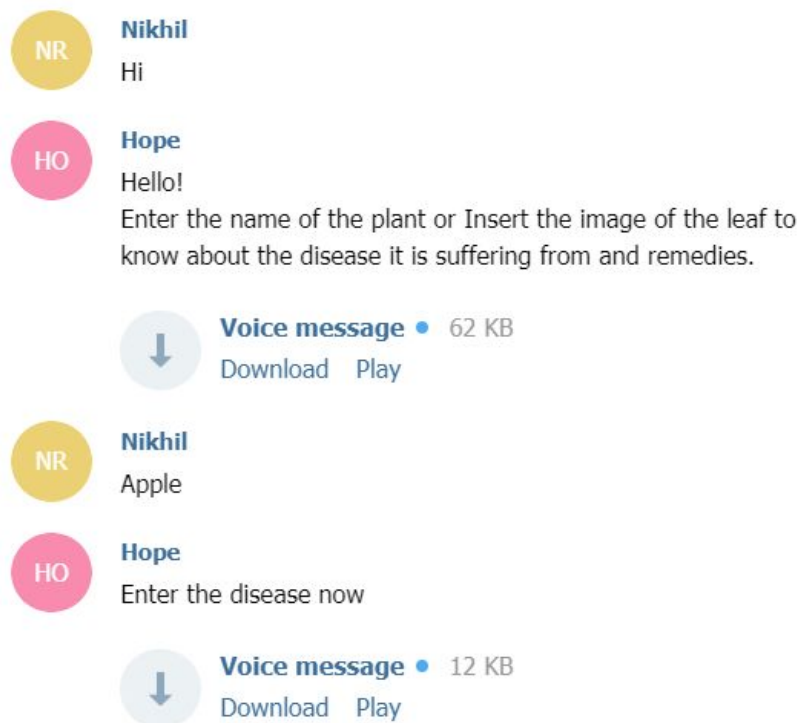 NR
Nikhil
Hi
HO
Hope
Hello!
Enter the name of the plant or Insert the image of the leaf to
know about the disease it is suffering from and remedies.
Voice message 62 KB
Download Play
NR
Nikhil
Apple
HO
Hope
Enter the disease now
Voice message 12 KB
Download Play